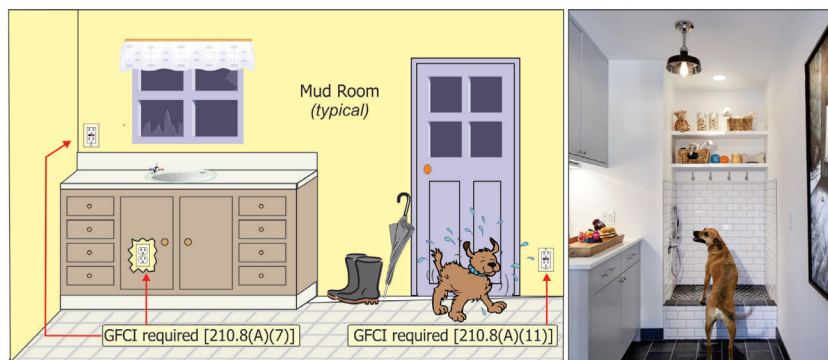 Mud Room
(typical)
GFCI required [210.8(A)(7)]
GFCI required [210.8(A)(11)]